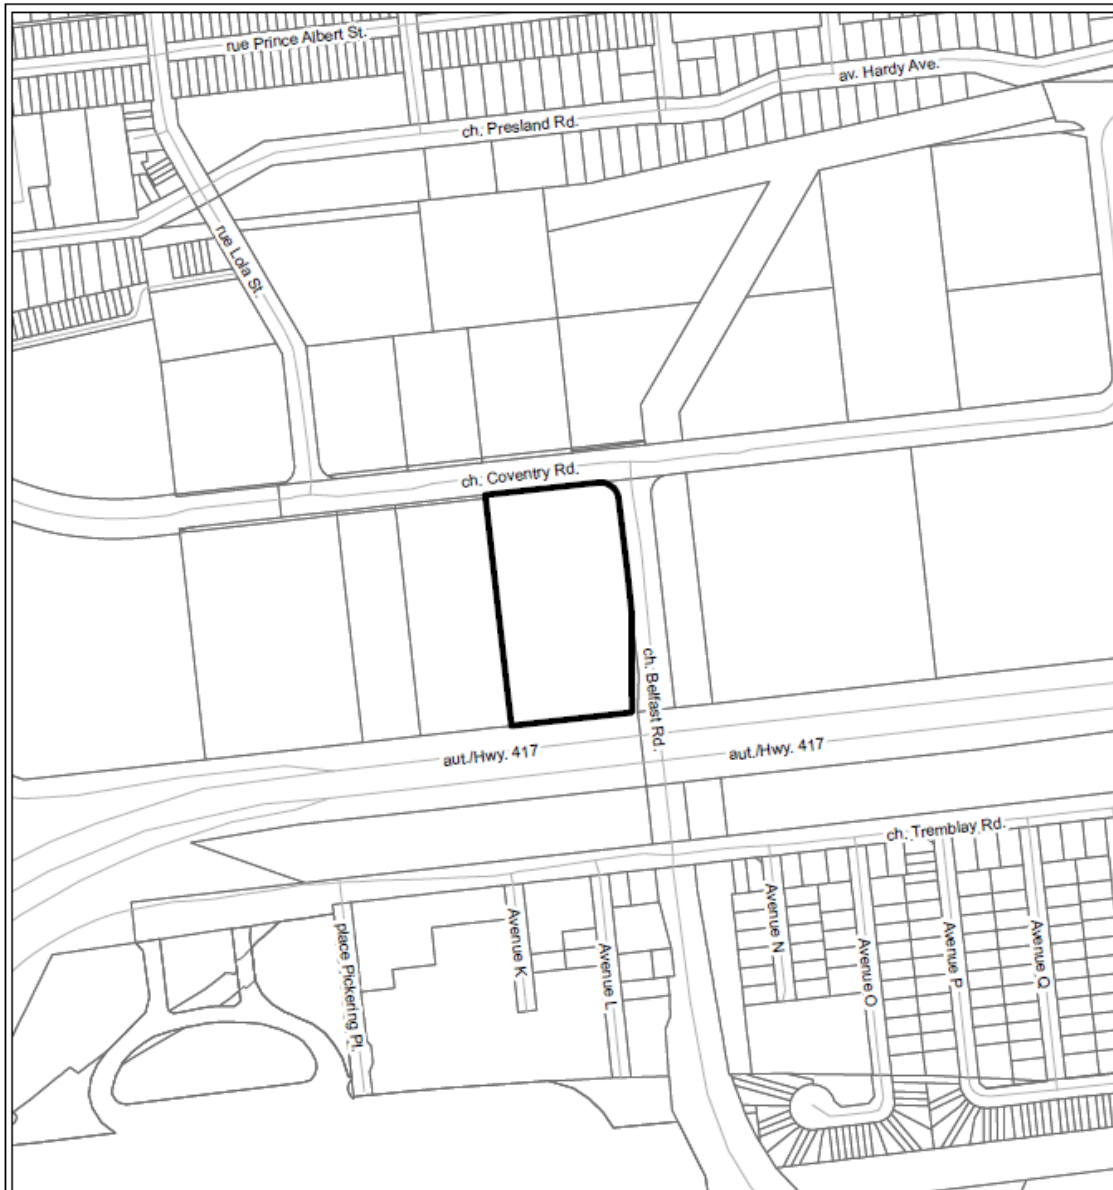 rue Prince Albert St.
av. Hardy Ave.
ch. Presland Rd.
rue Lola St.
ch. Coventry Rd.
ch. Belfast Rd.
aut./Hwy. 417
aut./Hwy. 417
ch. Tremblay Rd.
place Pickering Pl.
Avenue K
Avenue L
Avenue N
Avenue O
Avenue P
Avenue Q